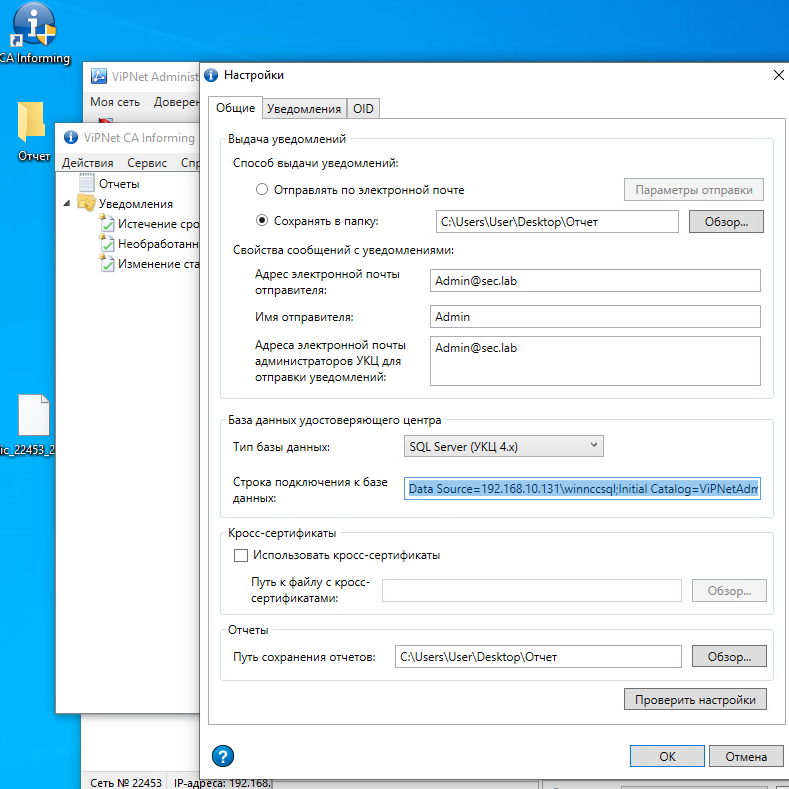 CA Informing
Отчет
ViPNet Administ
Моя сеть Доверен
ViPNet CA Informing
Действия Сервис Спр
Отчеты
Уведомления
Истечение сро
Необработанн
Изменение ста
Сеть № 22453 IP-адреса: 192.168.
Настройки
Общие Уведомления OID
Выдача уведомлений
Способ выдачи уведомлений:
Отправлять по электронной почте Параметры отправки
Сохранять в папку: C:\Users\User\Desktop\Отчет Обзор...
Свойства сообщений с уведомлениями:
Адрес электронной почты
отправителя: Admin@sec.lab
Имя отправителя: Admin
Адреса электронной почты
администраторов УКЦ для
отправки уведомлений:
Admin@sec.lab
База данных удостоверяющего центра
Тип базы данных: SQL Server (УКЦ 4.x)
Строка подключения к базе
данных: Data Source=192.168.10.131\winnccsql;Initial Catalog=ViPNetAdm
Кросс-сертификаты
Использовать кросс-сертификаты
Путь к файлу с кросс-
сертификатами: Обзор...
Отчеты
Путь сохранения отчетов: C:\Users\User\Desktop\Отчет Обзор...
Проверить настройки
? OK Отмена